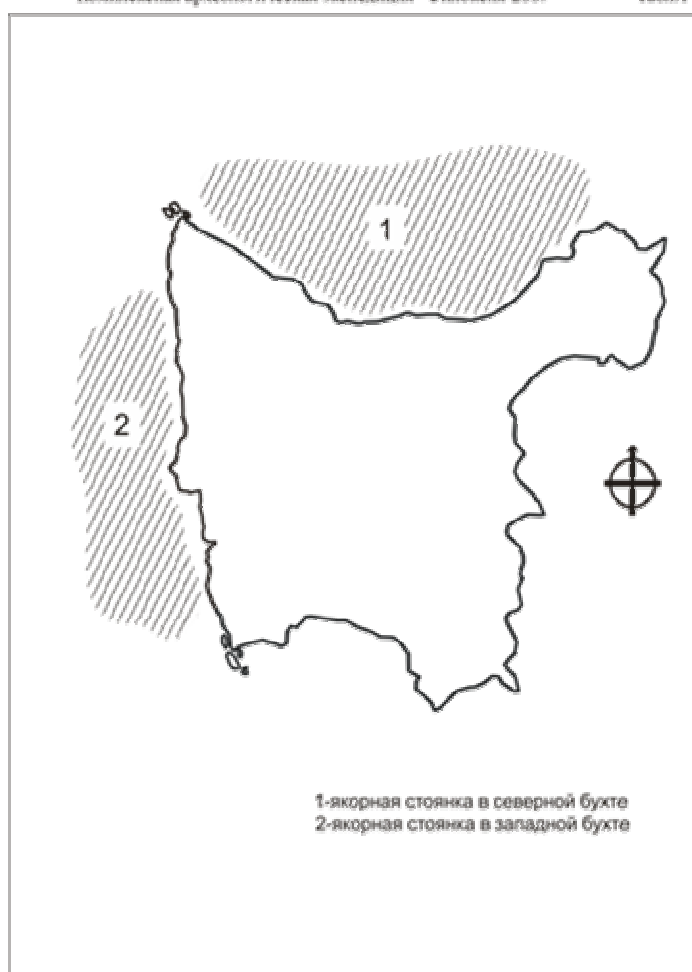 1
2
1-якорная стоянка в северной бухте
2-якорная стоянка в западной бухте